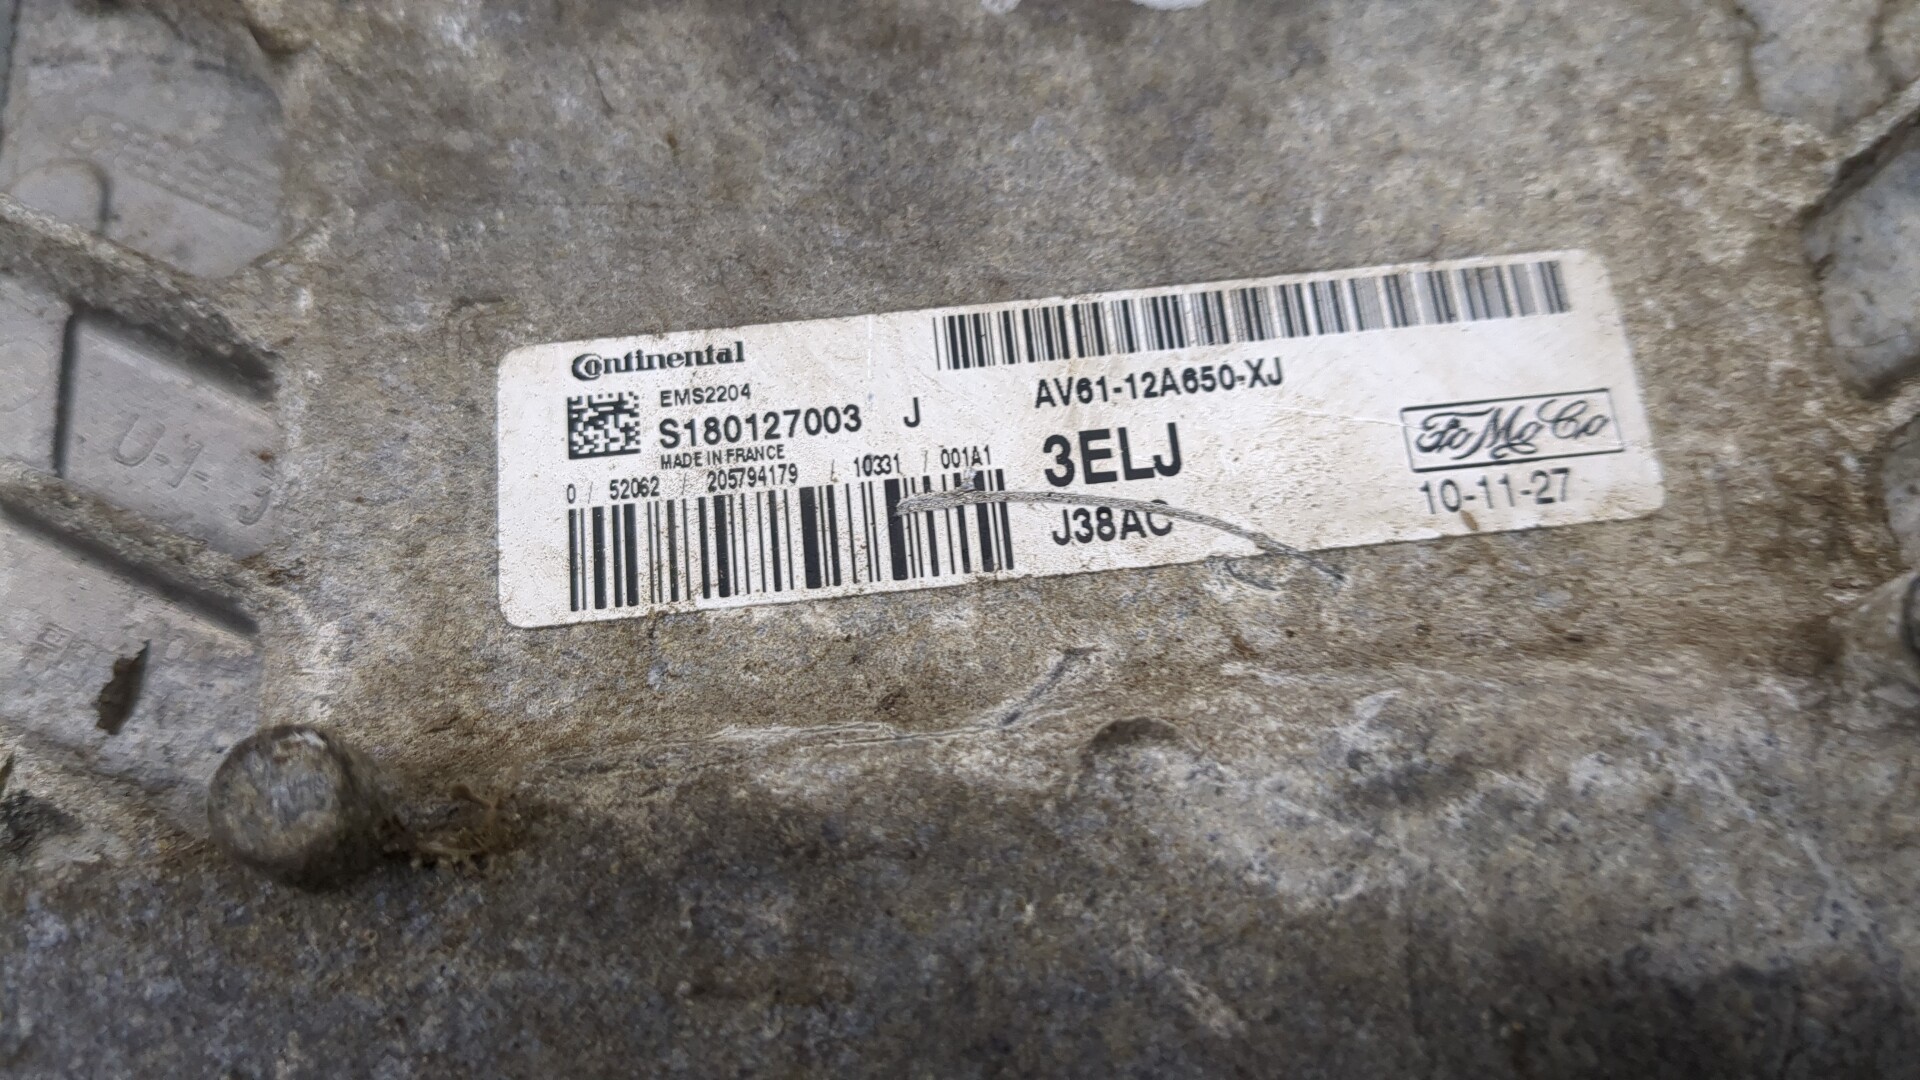 Continental
EMS2204
S180127003 J
MADE IN FRANCE
0 / 52062 / 205794179 / 10331 / 001A1
AV61-12A650-XJ
3ELJ
J38AC
FoMoCo
10-11-27